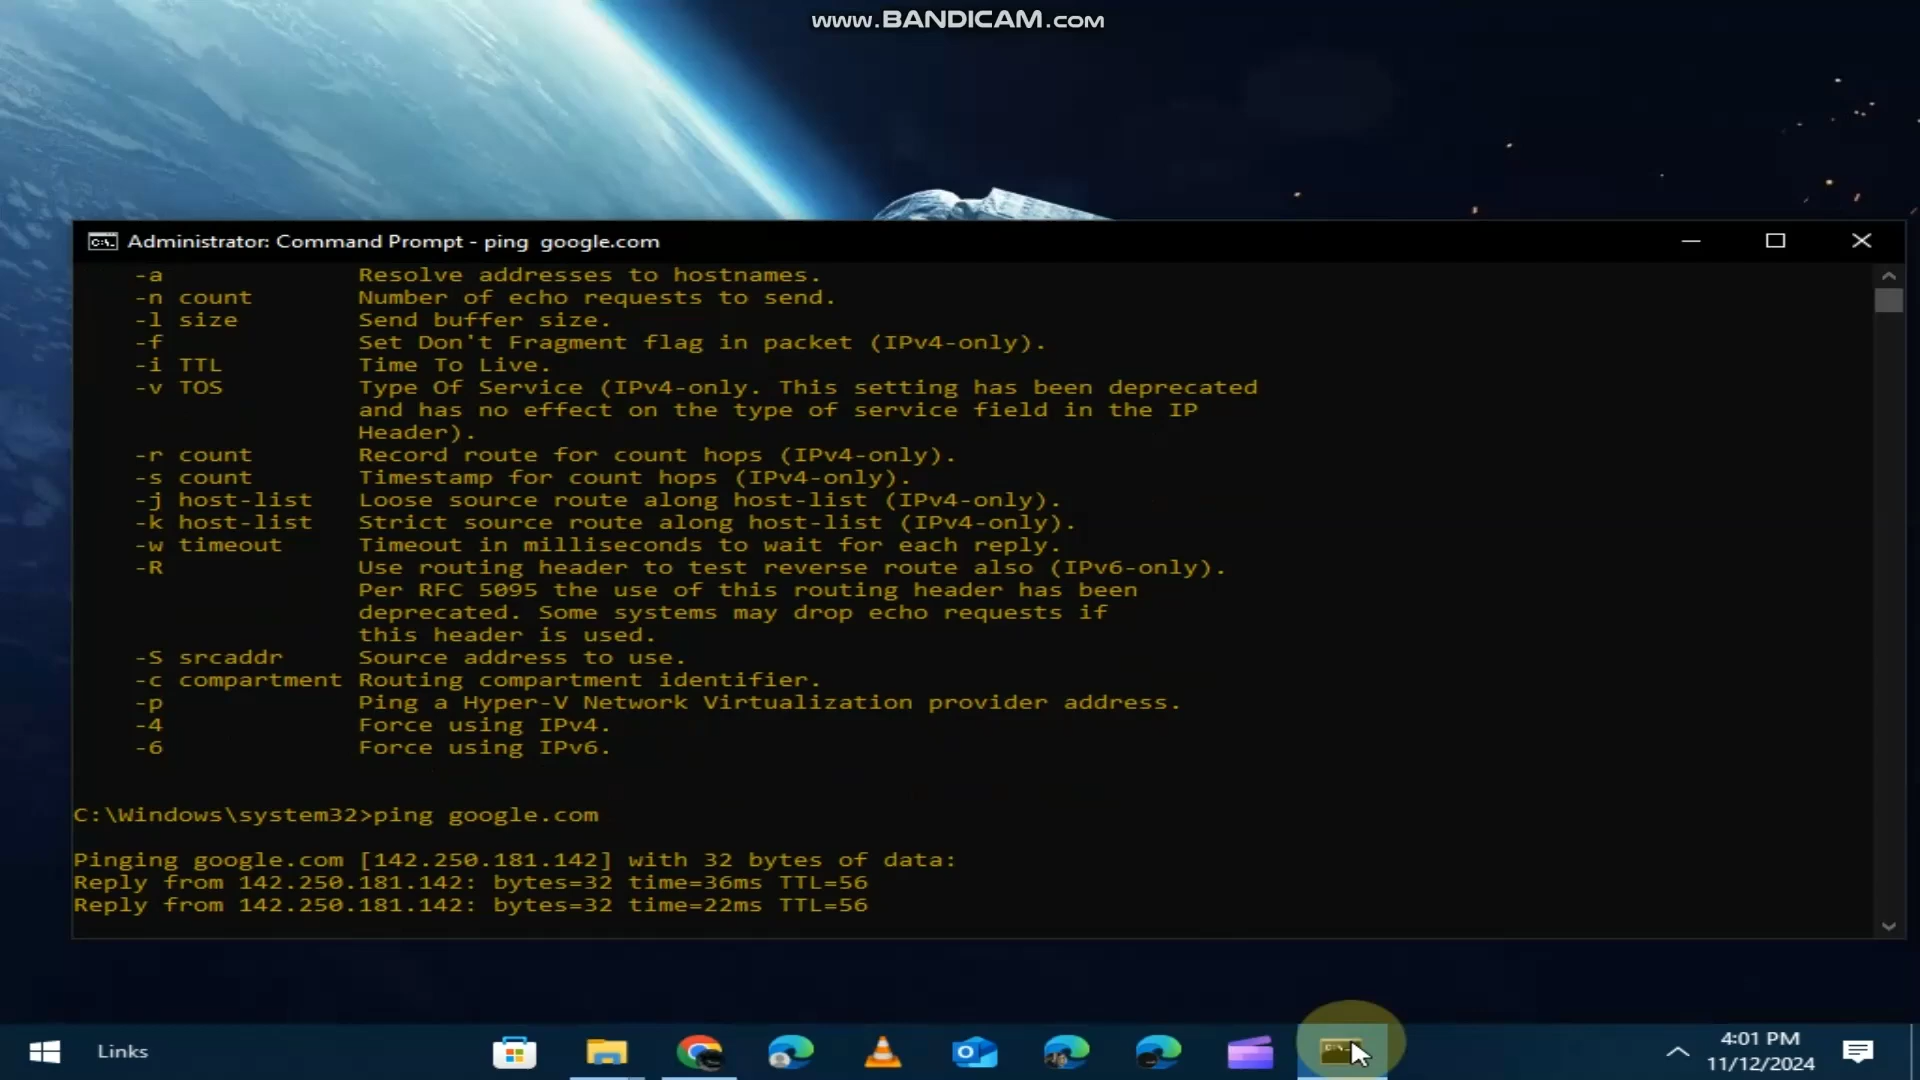 www.BANDICAM.com
Administrator: Command Prompt - ping  google.com
-a Resolve addresses to hostnames.
-n count Number of echo requests to send.
-l size Send buffer size.
-f Set Don't Fragment flag in packet (IPv4-only).
-i TTL Time To Live.
-v TOS Type Of Service (IPv4-only. This setting has been deprecated
and has no effect on the type of service field in the IP
Header).
-r count Record route for count hops (IPv4-only).
-s count Timestamp for count hops (IPv4-only).
-j host-list Loose source route along host-list (IPv4-only).
-k host-list Strict source route along host-list (IPv4-only).
-w timeout Timeout in milliseconds to wait for each reply.
-R Use routing header to test reverse route also (IPv6-only).
Per RFC 5095 the use of this routing header has been
deprecated. Some systems may drop echo requests if
this header is used.
-S srcaddr Source address to use.
-c compartment Routing compartment identifier.
-p Ping a Hyper-V Network Virtualization provider address.
-4 Force using IPv4.
-6 Force using IPv6.
C:\Windows\system32>ping google.com
Pinging google.com [142.250.181.142] with 32 bytes of data:
Reply from 142.250.181.142: bytes=32 time=36ms TTL=56
Reply from 142.250.181.142: bytes=32 time=22ms TTL=56
Links
4:01 PM
11/12/2024